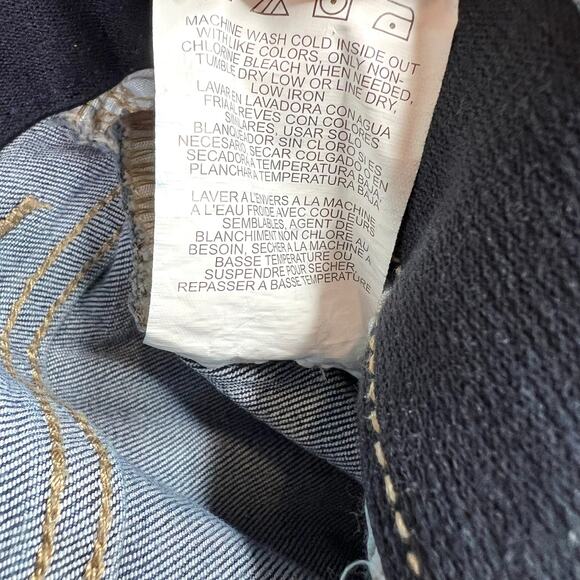 MACHINE WASH COLD INSIDE OUT
WITH LIKE COLORS, ONLY NON-
CHLORINE BLEACH WHEN NEEDED,
TUMBLE DRY LOW OR LINE DRY,
LOW IRON
LAVAR EN LAVADORA CON AGUA
FRIA REVES CON COLORES
SIMILARES, USAR SOLO
BLANQUEADOR SIN CLORO SI ES
NECESARIO, SECAR COLGADO O EN
SECADORA A TEMPERATURA BAJA,
PLANCHAR A TEMPERATURA BAJA
LAVER A L'ENVERS A LA MACHINE
A L'EAU FROIDE AVEC COULEURS
SEMBLABLES, AGENT DE
BLANCHIMENT NON CHLORE AU
BESOIN, SECHER A LA MACHINE A
BASSE TEMPERATURE OU
SUSPENDRE POUR SECHER,
REPASSER A BASSE TEMPERATURE